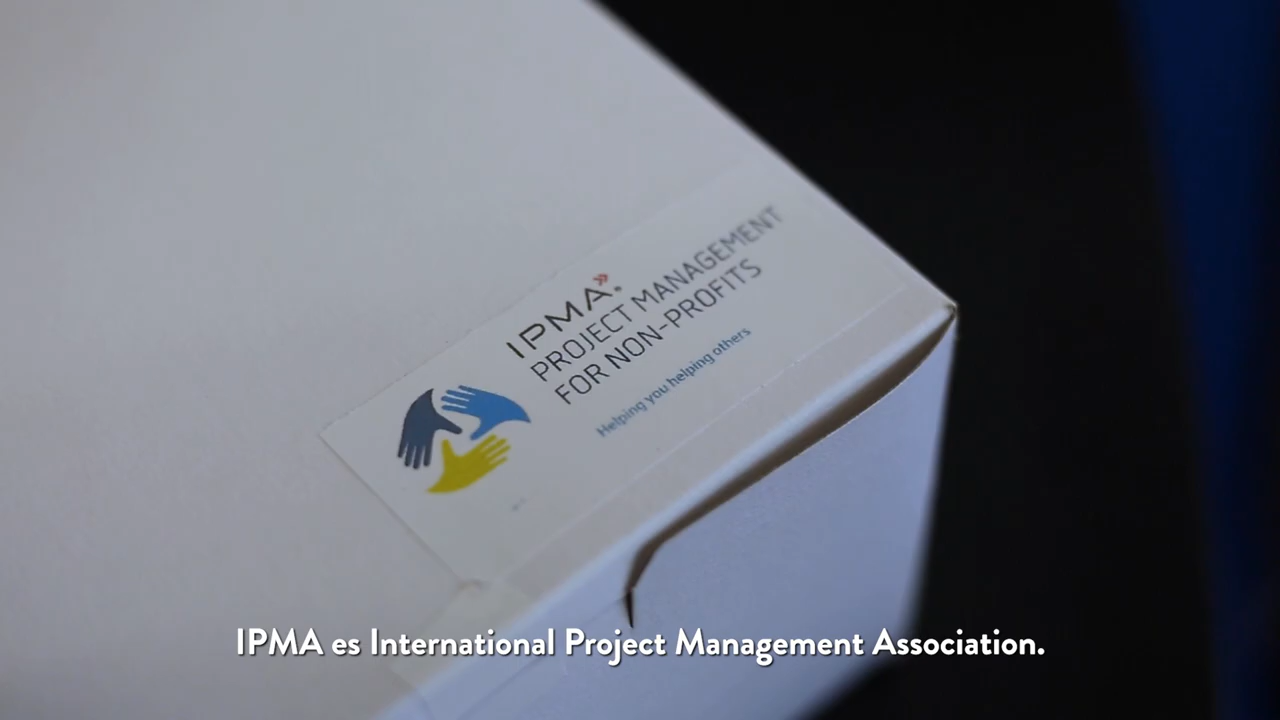 IPMA®
PROJECT MANAGEMENT
FOR NON-PROFITS
Helping you helping others
IPMA es International Project Management Association.